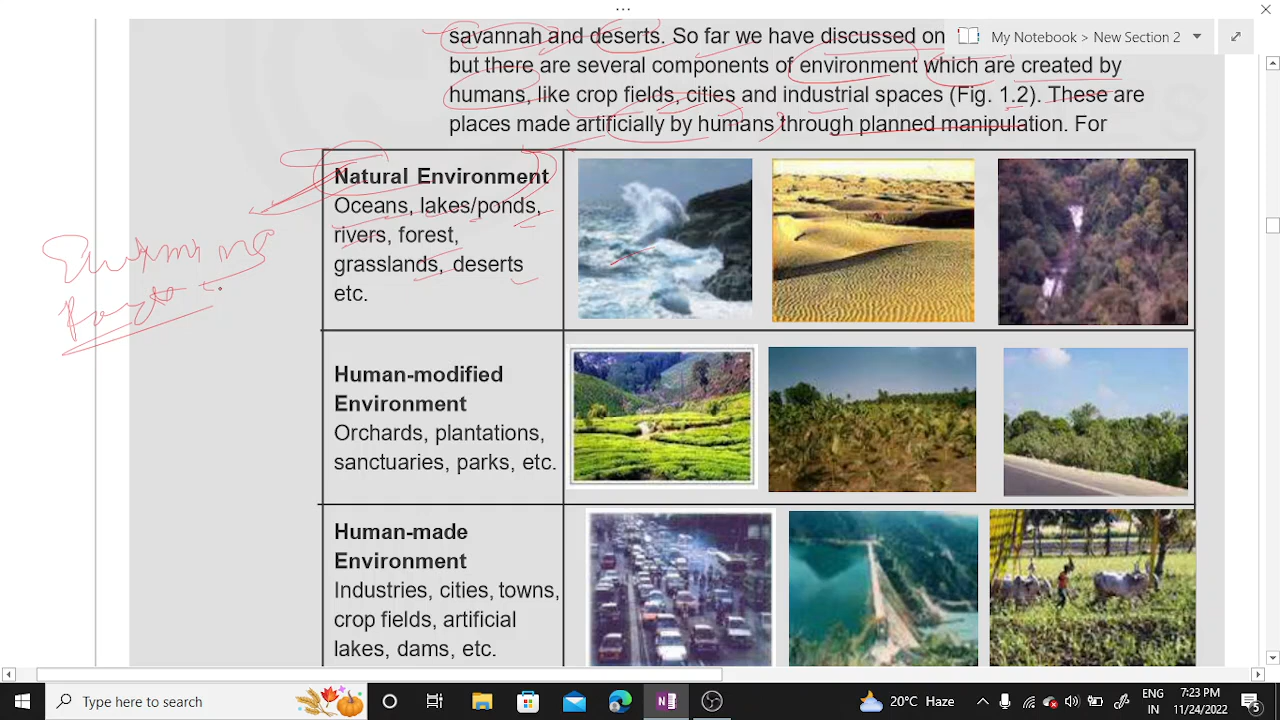 ...
My Notebook > New Section 2
savannah and deserts. So far we have discussed on
but there are several components of environment which are created by
humans, like crop fields, cities and industrial spaces (Fig. 1.2). These are
places made artificially by humans through planned manipulation. For
Natural Environment
Oceans, lakes/ponds,
rivers, forest,
grasslands, deserts
etc.
Human-modified
Environment
Orchards, plantations,
sanctuaries, parks, etc.
Human-made
Environment
Industries, cities, towns,
crop fields, artificial
lakes, dams, etc.
Type here to search
20°C Haze
ENG
IN
7:23 PM
11/24/2022
5